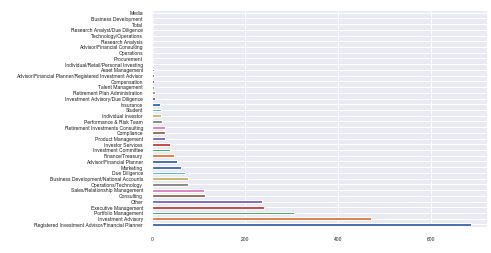 Media
Business Development
Total
Research Analyst/Due Diligence
Technology/Operations
Research Analysis
Advisor/Financial Consulting
Operations
Procurement
Individual/Retail/Personal Investing
Asset Management
Advisor/Financial Planner/Registered Investment Advisor
Compensation
Talent Management
Retirement Plan Administration
Investment Advisory/Due Diligence
Insurance
Student
Individual Investor
Performance & Risk Team
Retirement Investments Consulting
Compliance
Product Management
Investor Services
Investment Committee
Finance/Treasury
Advisor/Financial Planner
Marketing
Due Diligence
Business Development/National Accounts
Operations/Technology
Sales/Relationship Management
Consulting
Other
Executive Management
Portfolio Management
Investment Advisory
Registered Investment Advisor/Financial Planner
0 200 400 600